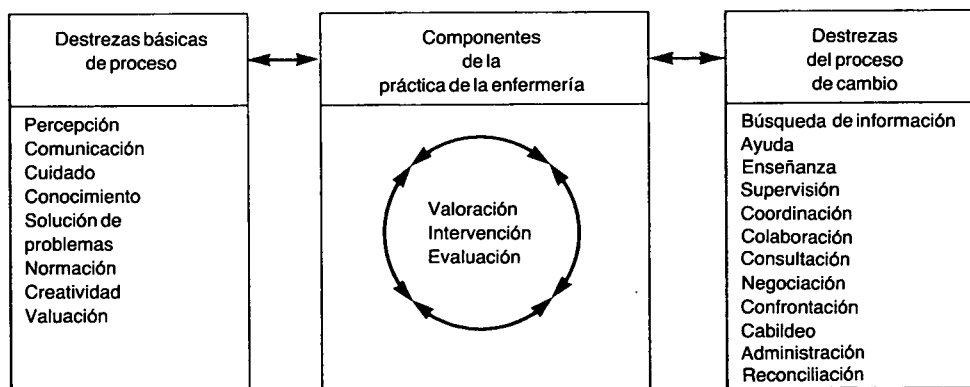 Destrezas básicas
de proceso
Percepción
Comunicación
Cuidado
Conocimiento
Solución de
problemas
Normación
Creatividad
Valuación
Componentes
de la
práctica de la enfermería
Valoración
Intervención
Evaluación
Destrezas
del proceso
de cambio
Búsqueda de información
Ayuda
Enseñanza
Supervisión
Coordinación
Colaboración
Consultación
Negociación
Confrontación
Cabildeo
Administración
Reconciliación